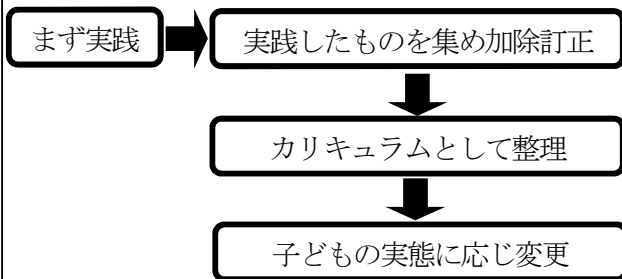 まず実践
実践したものを集め加除訂正
カリキュラムとして整理
子どもの実態に応じ変更